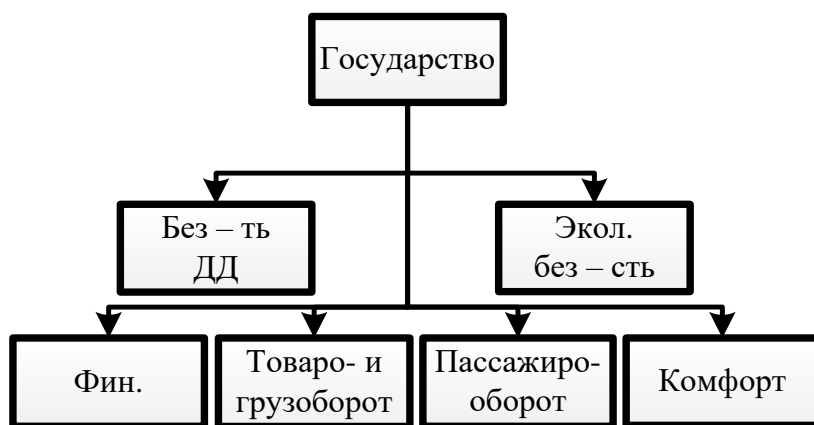 Государство
Без – ть
ДД
Экол.
без – сть
Фин.
Товаро- и
грузоборот
Пассажиро-
оборот
Комфорт